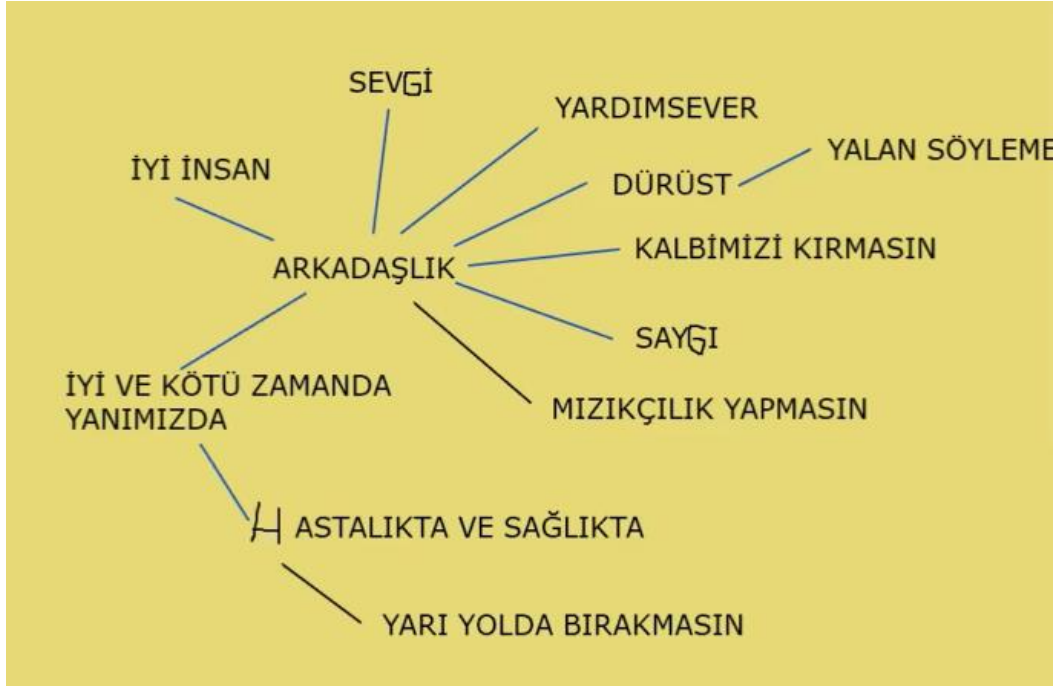 SEVGİ
YARDIMSEVER
YALAN SÖYLEME
İYİ İNSAN
DÜRÜST
KALBİMİZİ KIRMASIN
ARKADAŞLIK
SAYGI
İYİ VE KÖTÜ ZAMANDA
YANIMIZDA
MIZIKÇILIK YAPMASIN
HASTALIKTA VE SAĞLIKTA
YARI YOLDA BIRAKMASIN